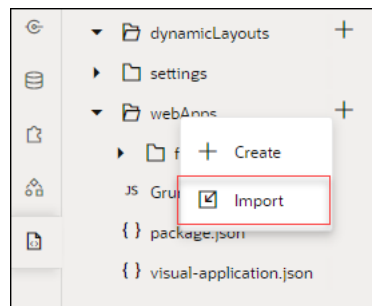 dynamicLayouts
settings
webApps
f
Create
JS Gru
Import
{ } package.json
{ } visual-application.json